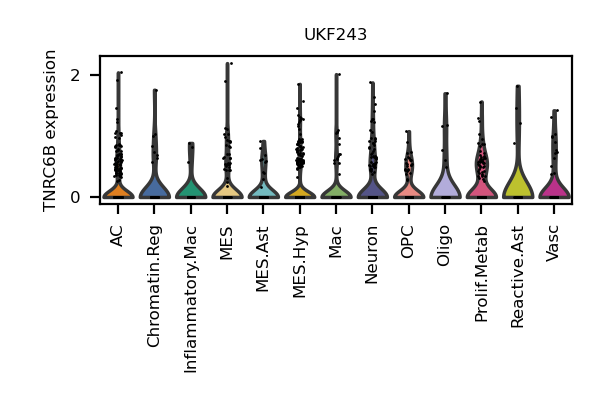 UKF243
TNRC6B expression
2
0
AC
Chromatin.Reg
Inflammatory.Mac
MES
MES.Ast
MES.Hyp
Mac
Neuron
OPC
Oligo
Prolif.Metab
Reactive.Ast
Vasc